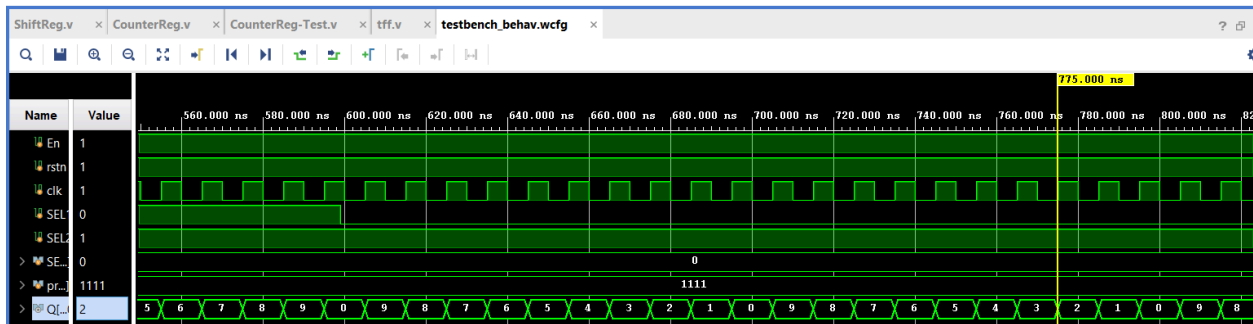 ShiftReg.v × CounterReg.v × CounterReg-Test.v × tff.v × testbench_behav.wcfg × ?
775.000 ns
Name Value 560.000 ns 580.000 ns 600.000 ns 620.000 ns 640.000 ns 660.000 ns 680.000 ns 700.000 ns 720.000 ns 740.000 ns 760.000 ns 780.000 ns 800.000 ns 82
En 1
rstn 1
clk 1
SEL1 0
SEL2 1
> SE...] 0 0
> pr...] 1111 1111
> Q[... 2 5 6 7 8 9 0 9 8 7 6 5 4 3 2 1 0 9 8 7 6 5 4 3 2 1 0 9 8